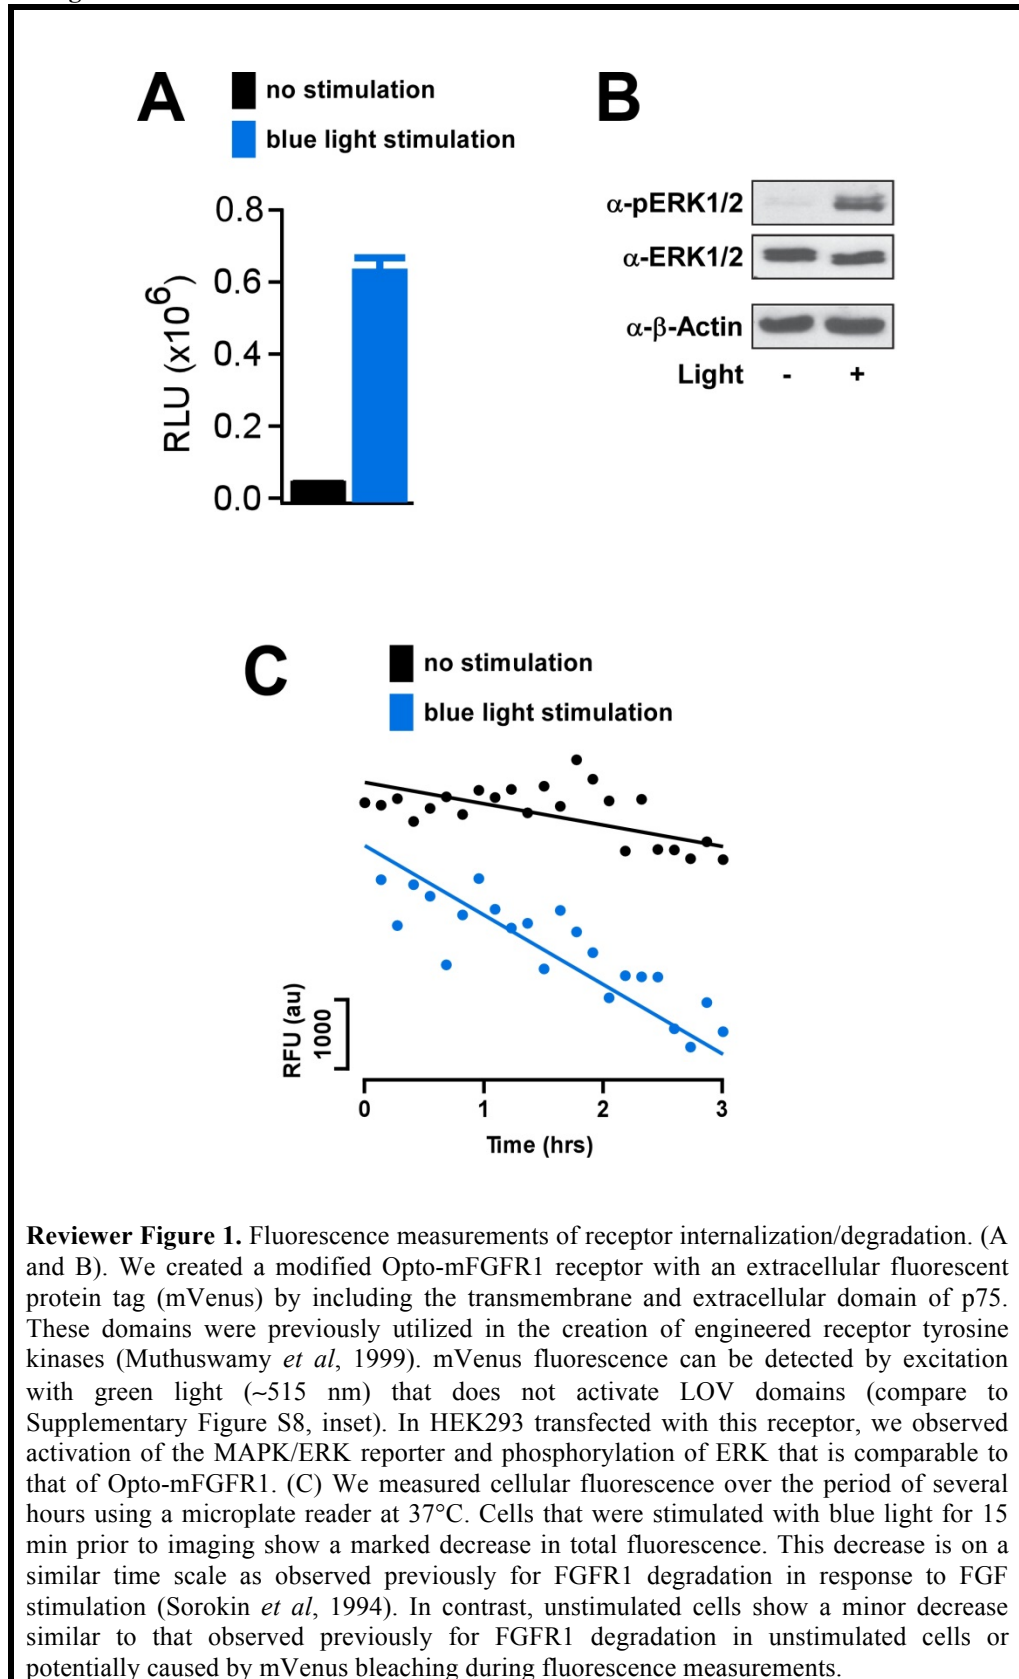 A
no stimulation
blue light stimulation
RLU (x10^6)
0.8
0.6
0.4
0.2
0.0
B
α-pERK1/2
α-ERK1/2
α-β-Actin
Light - +
C
no stimulation
blue light stimulation
RFU (au)
1000
0 1 2 3
Time (hrs)
Reviewer Figure 1. Fluorescence measurements of receptor internalization/degradation. (A
and B). We created a modified Opto-mFGFR1 receptor with an extracellular fluorescent
protein tag (mVenus) by including the transmembrane and extracellular domain of p75.
These domains were previously utilized in the creation of engineered receptor tyrosine
kinases (Muthuswamy et al, 1999). mVenus fluorescence can be detected by excitation
with green light (~515 nm) that does not activate LOV domains (compare to
Supplementary Figure S8, inset). In HEK293 transfected with this receptor, we observed
activation of the MAPK/ERK reporter and phosphorylation of ERK that is comparable to
that of Opto-mFGFR1. (C) We measured cellular fluorescence over the period of several
hours using a microplate reader at 37°C. Cells that were stimulated with blue light for 15
min prior to imaging show a marked decrease in total fluorescence. This decrease is on a
similar time scale as observed previously for FGFR1 degradation in response to FGF
stimulation (Sorokin et al, 1994). In contrast, unstimulated cells show a minor decrease
similar to that observed previously for FGFR1 degradation in unstimulated cells or
potentially caused by mVenus bleaching during fluorescence measurements.